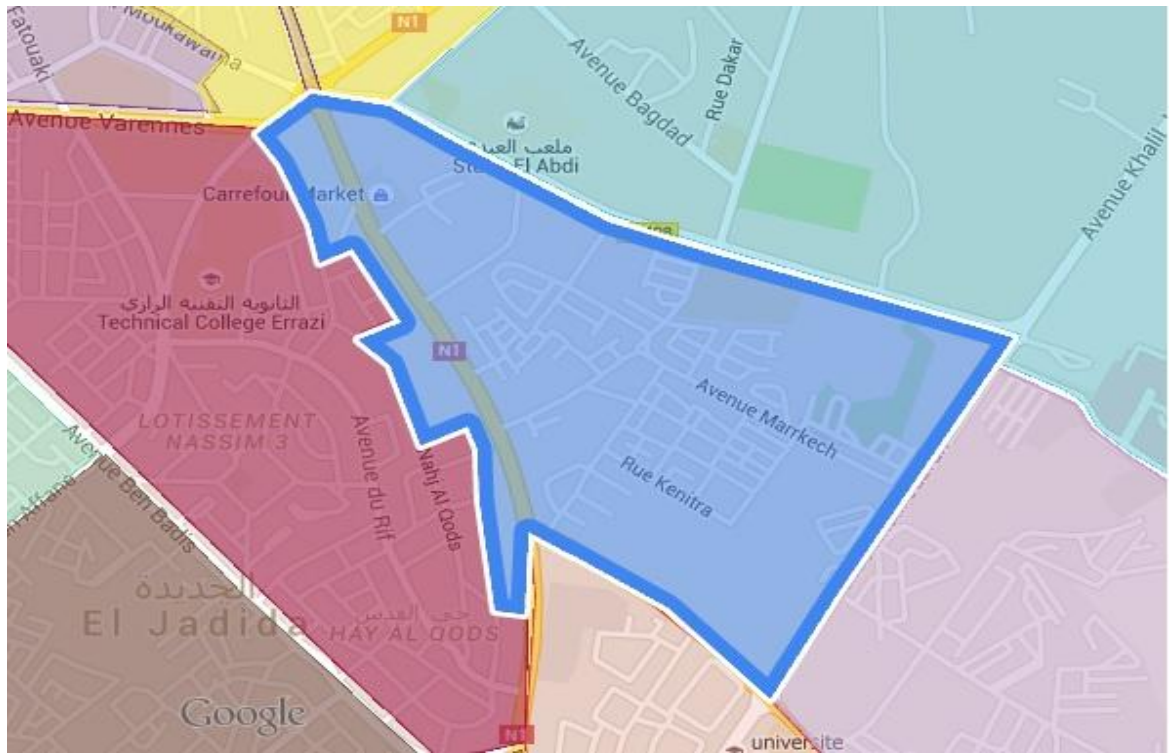 Fatouaki
Moukawama
N1
Avenue Varennes
Avenue Bagdad
Rue Dakar
Avenue Khalil
ملعب العبدي
El Abdi
Carrefour Market
الثانوية التقنية الرازي
Technical College Errazi
N1
LOTISSEMENT
NASSIM 3
Avenue du Rif
Nahj Al Qods
Avenue Marrkech
Rue Kenitra
Avenue Ben Badis
الجديدة
El Jadida
حي القدس
HAY AL QODS
Google
N1
universite